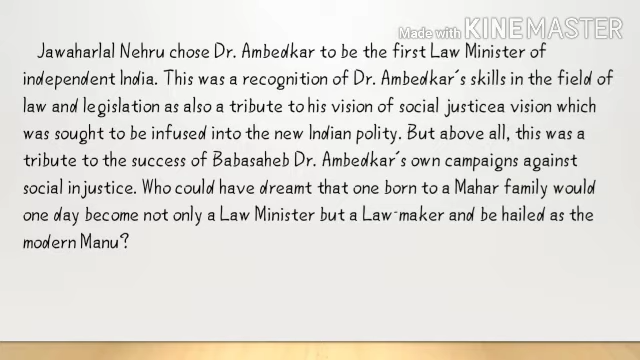 Made with KINEMASTER
Jawaharlal Nehru chose Dr. Ambedkar to be the first Law Minister of
independent India. This was a recognition of Dr. Ambedkar's skills in the field of
law and legislation as also a tribute to his vision of social justicea vision which
was sought to be infused into the new Indian polity. But above all, this was a
tribute to the success of Babasaheb Dr. Ambedkar's own campaigns against
social injustice. Who could have dreamt that one born to a Mahar family would
one day become not only a Law Minister but a Law-maker and be hailed as the
modern Manu?